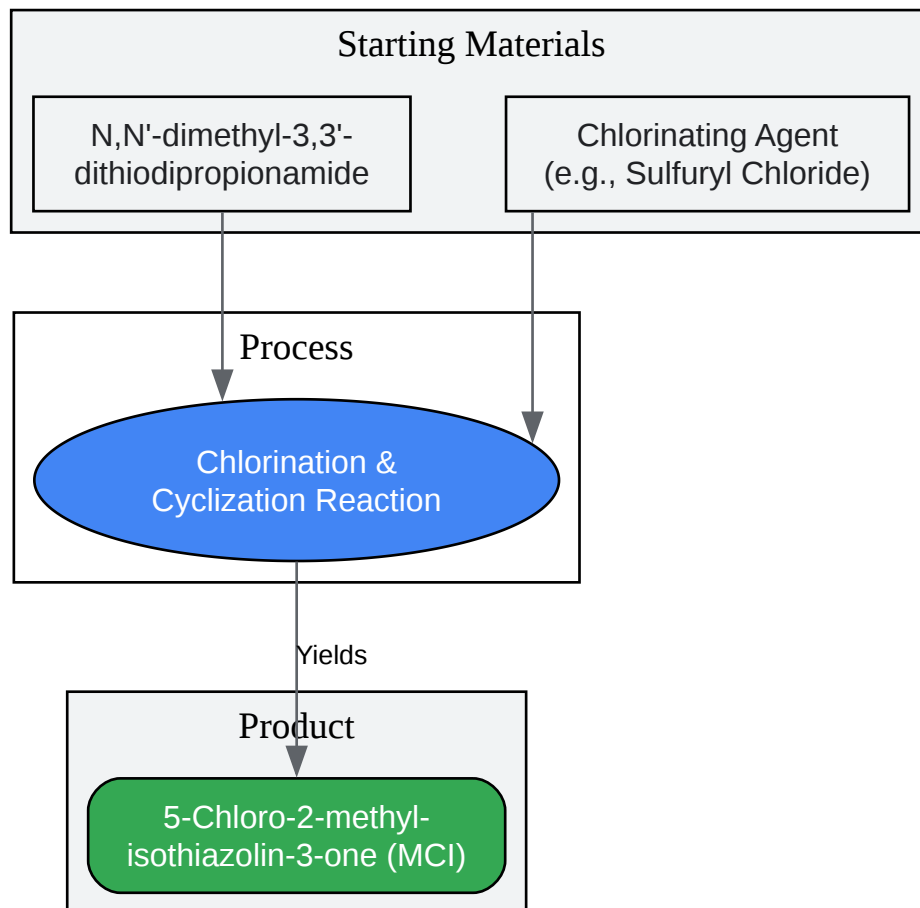 Starting Materials
N,N'-dimethyl-3,3'-
dithiodipropionamide
Chlorinating Agent
(e.g., Sulfuryl Chloride)
Process
Chlorination &
Cyclization Reaction
Yields
Product
5-Chloro-2-methyl-
isothiazolin-3-one (MCI)